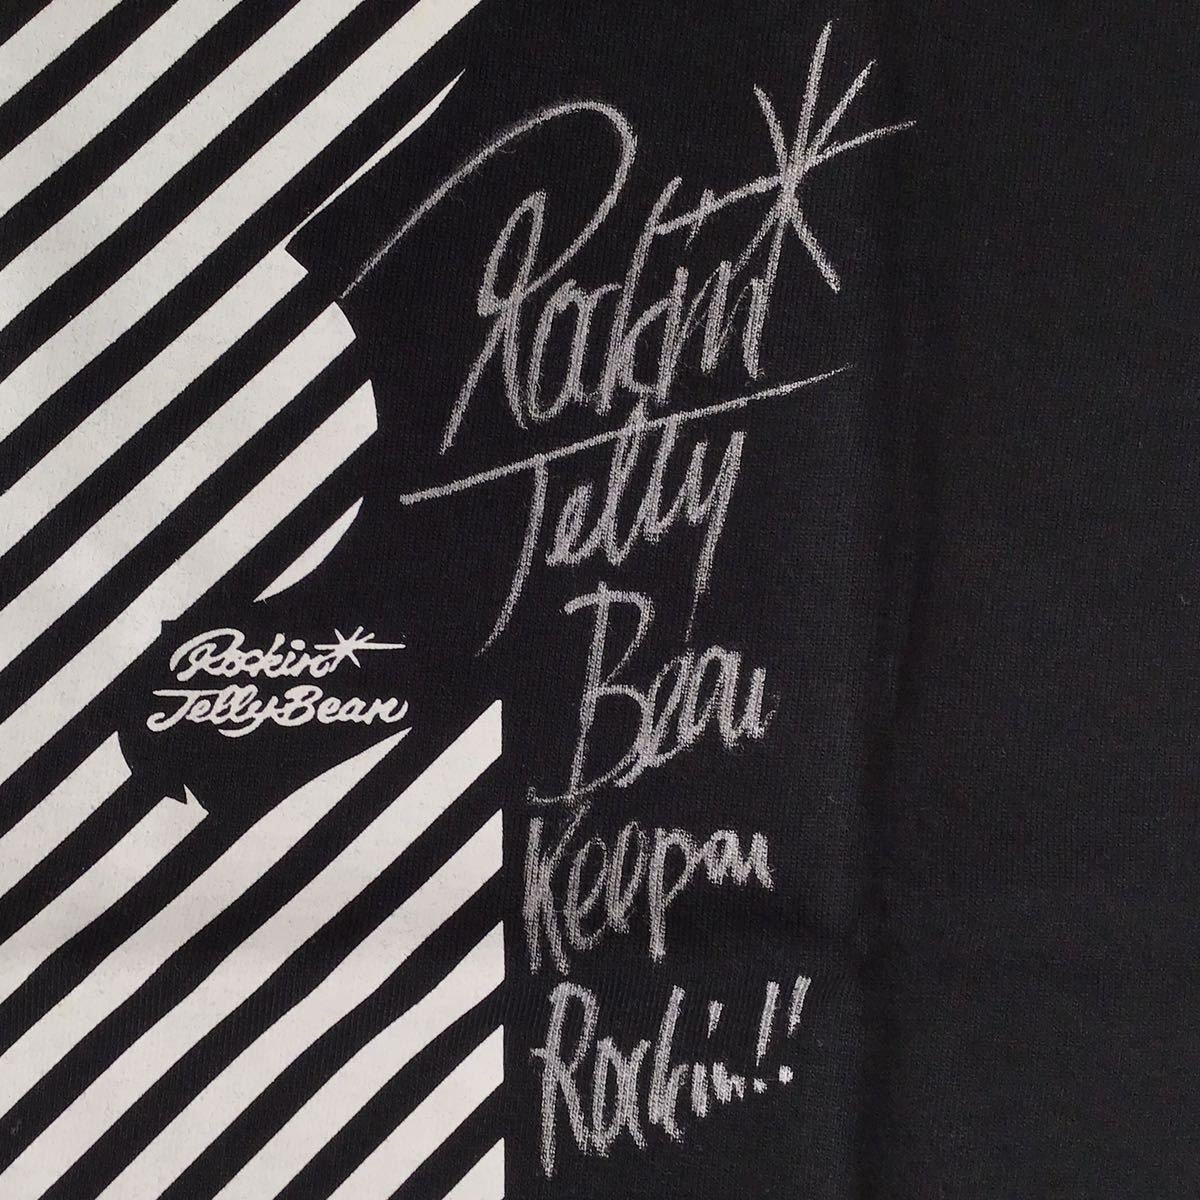 Rockin'
Jelly
Bean
Keep on
Rockin!!
Rockin'
JellyBean